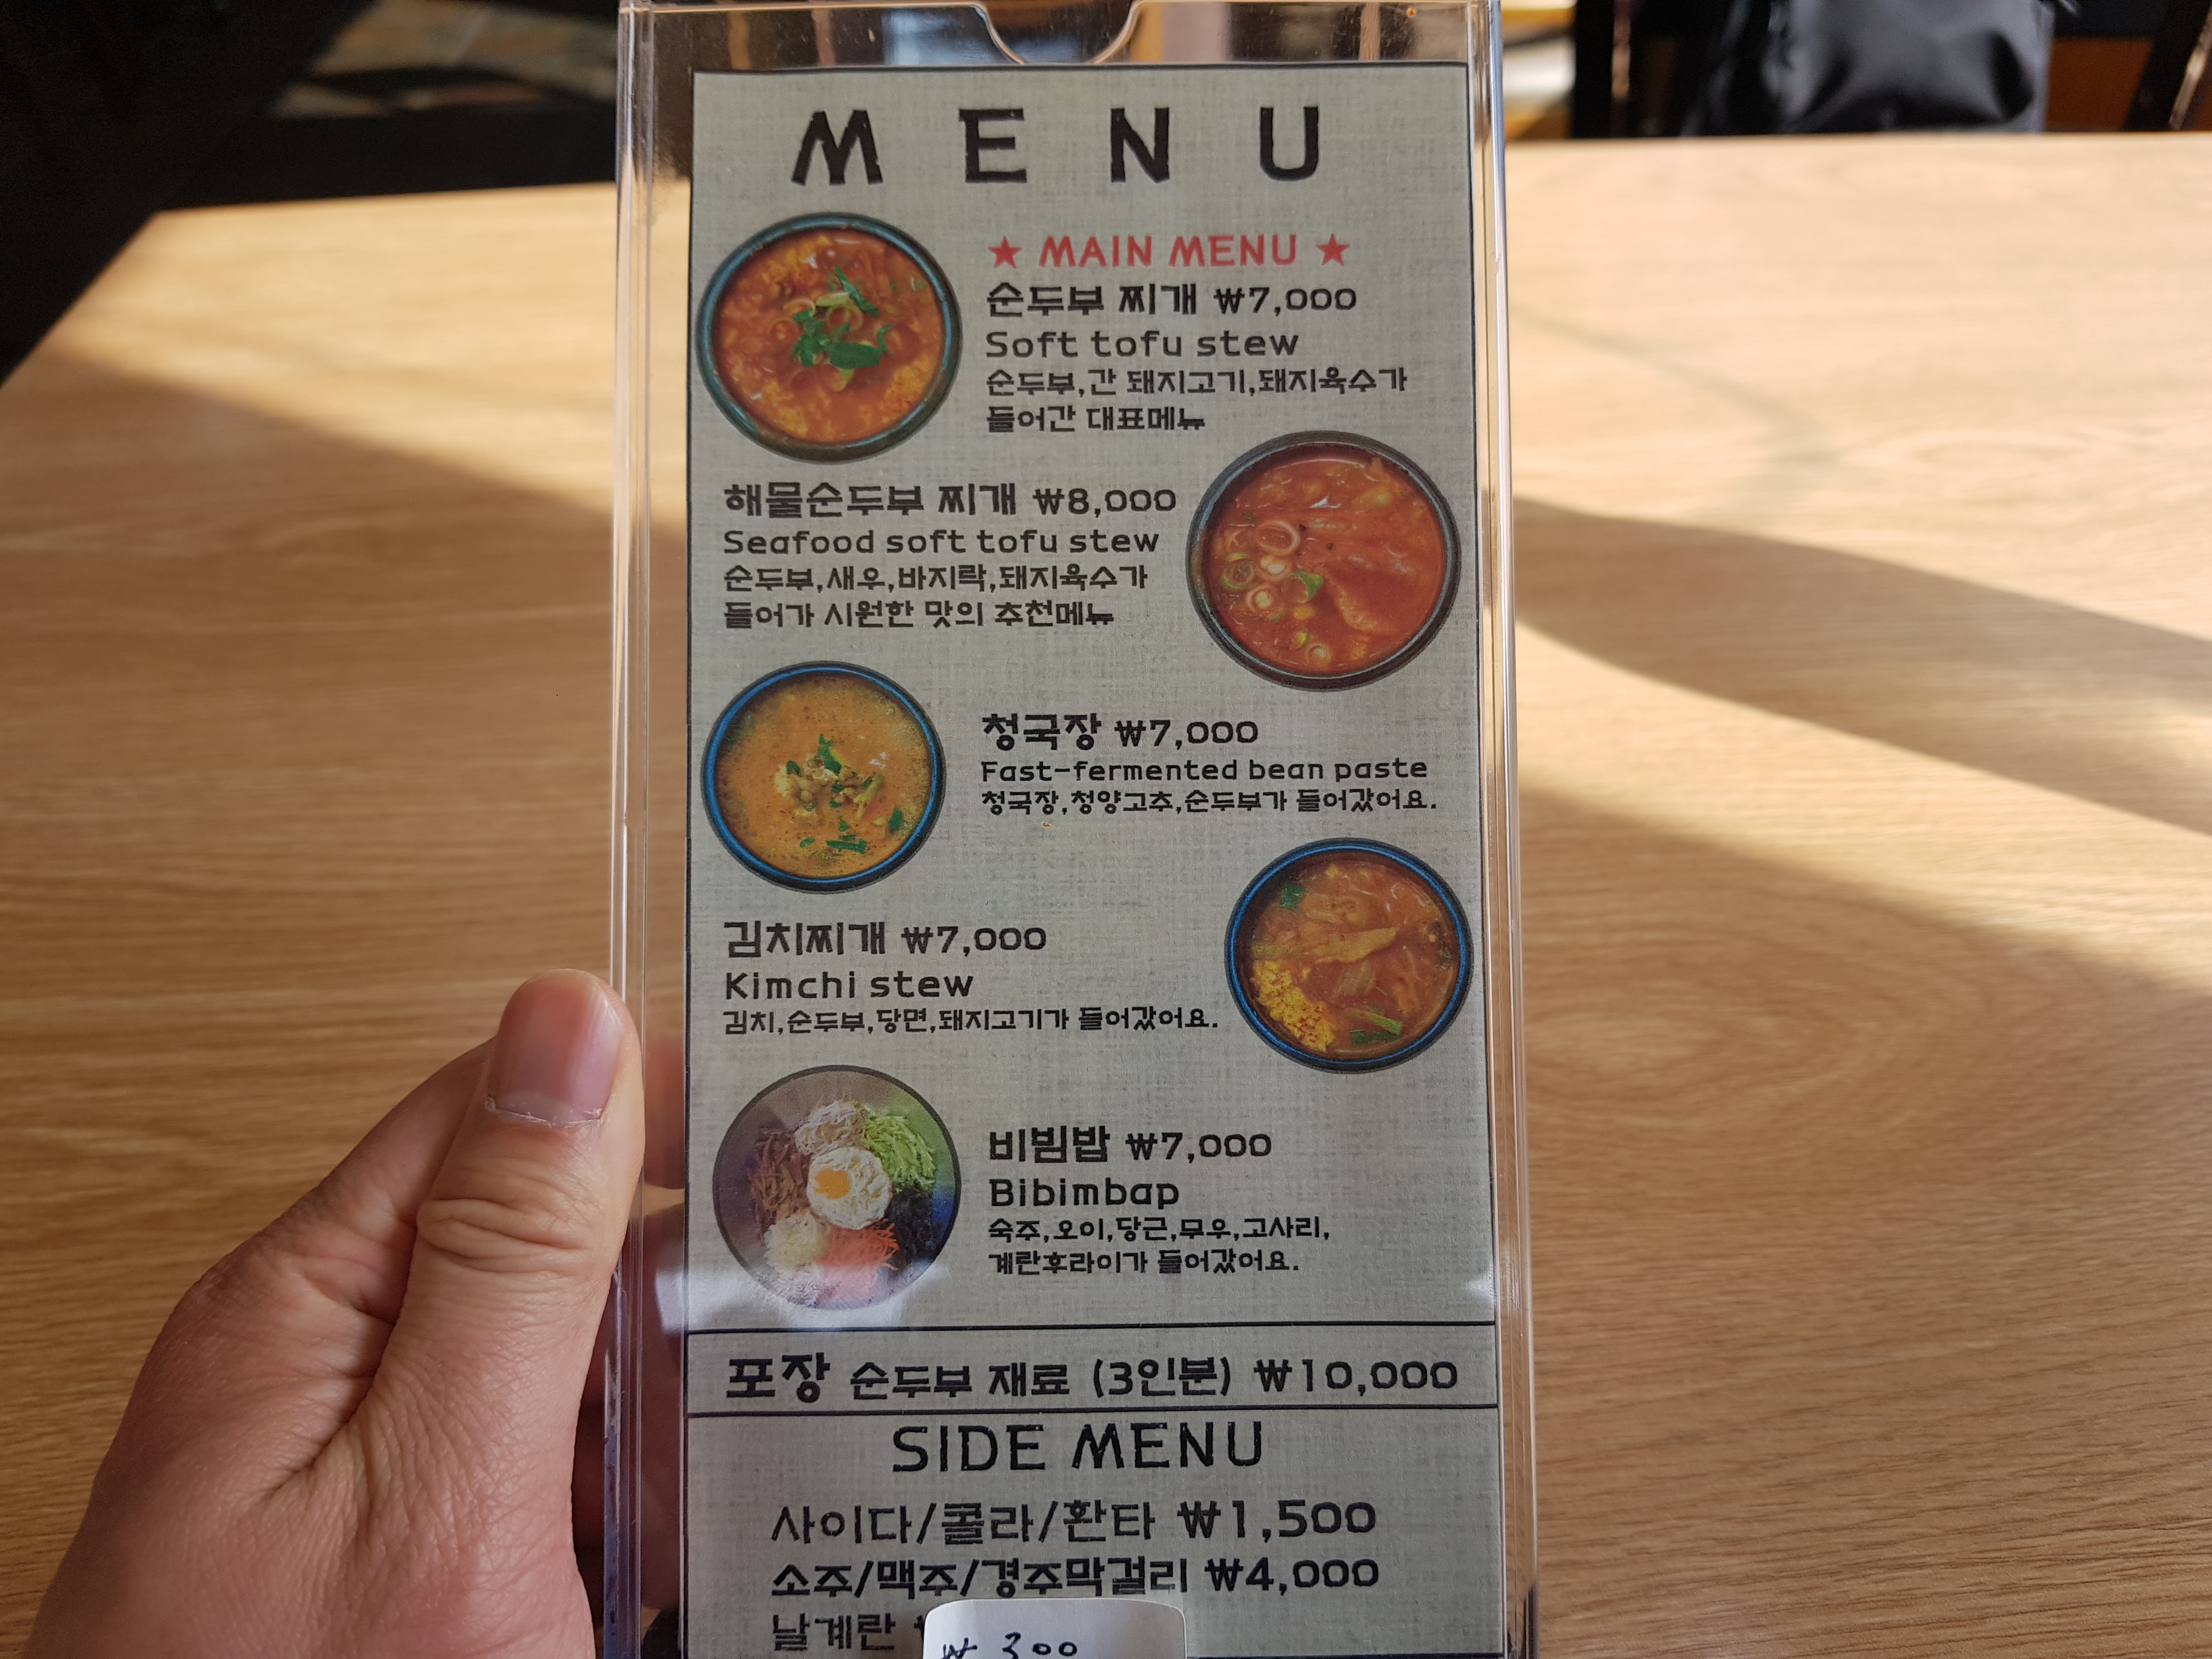 MENU
★ MAIN MENU ★
순두부 찌개 ₩7,000
Soft tofu stew
순두부,간 돼지고기,돼지육수가
들어간 대표메뉴
해물순두부 찌개 ₩8,000
Seafood soft tofu stew
순두부,새우,바지락,돼지육수가
들어가 시원한 맛의 추천메뉴
청국장 ₩7,000
Fast-fermented bean paste
청국장,청양고추,순두부가 들어갔어요.
김치찌개 ₩7,000
Kimchi stew
김치,순두부,당면,돼지고기가 들어갔어요.
비빔밥 ₩7,000
Bibimbap
숙주,오이,당근,무우,고사리,
계란후라이가 들어갔어요.
포장 순두부 재료 (3인분) ₩10,000
SIDE MENU
사이다/콜라/환타 ₩1,500
소주/맥주/경주막걸리 ₩4,000
날계란 ₩300